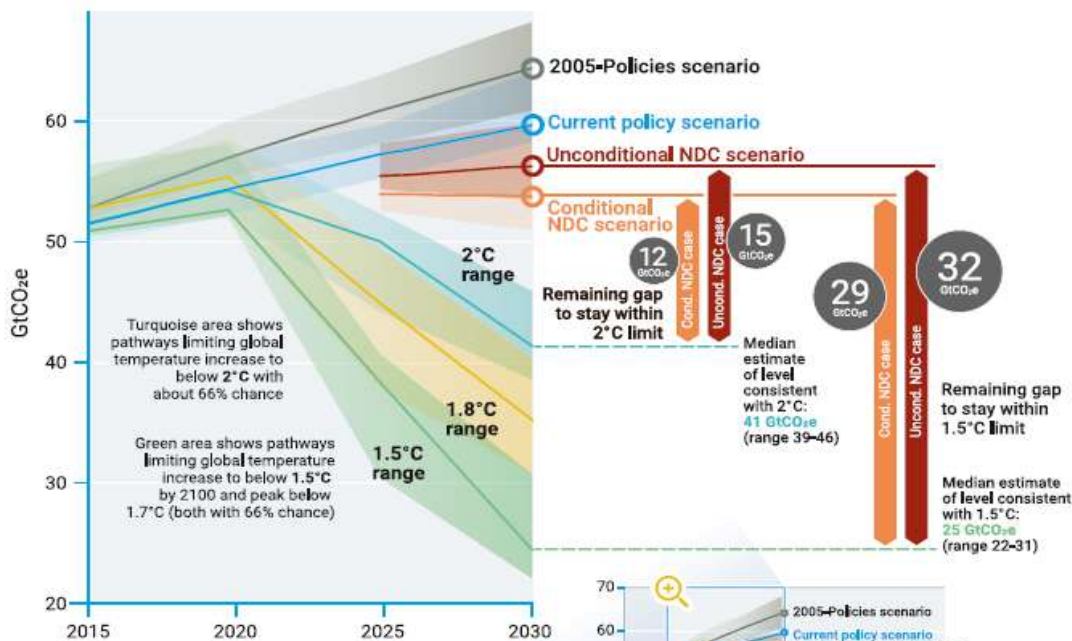 2005-Policies scenario
60
Current policy scenario
Unconditional NDC scenario
Conditional
NDC scenario
50
GtCO₂e
2°C
range
12
GtCO₂e
15
GtCO₂e
Cond. NDC case
Uncond. NDC case
29
GtCO₂e
32
GtCO₂e
Cond. NDC case
Uncond. NDC case
Remaining gap
to stay within
2°C limit
Turquoise area shows
pathways limiting global
temperature increase to
below 2°C with
about 66% chance
40
Median
estimate
of level
consistent
with 2°C:
41 GtCO₂e
(range 39–46)
Remaining gap
to stay within
1.5°C limit
1.8°C
range
Green area shows pathways
limiting global temperature
increase to below 1.5°C
by 2100 and peak below
1.7°C (both with 66% chance)
1.5°C
range
30
Median estimate
of level consistent
with 1.5°C:
25 GtCO₂e
(range 22–31)
20
2015
2020
2025
2030
70
2005-Policies scenario
60
Current policy scenario